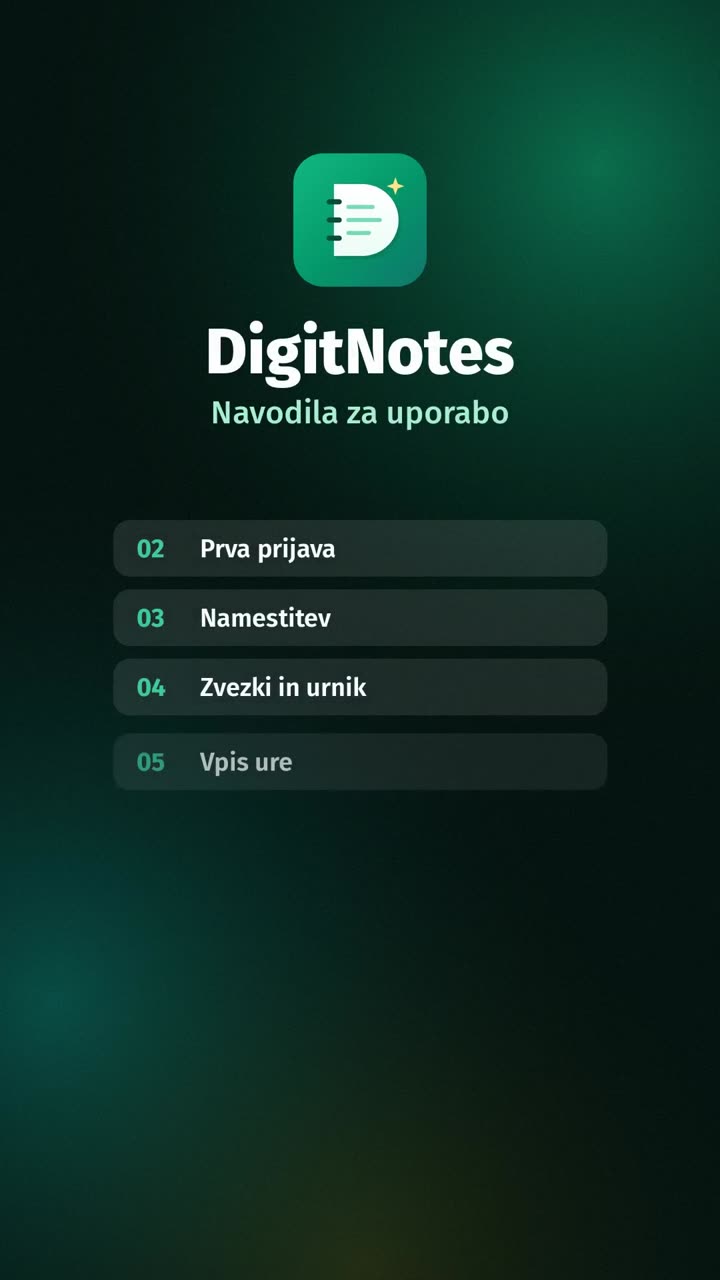 DigitNotes
Navodila za uporabo
02 Prva prijava
03 Namestitev
04 Zvezki in urnik
05 Vpis ure